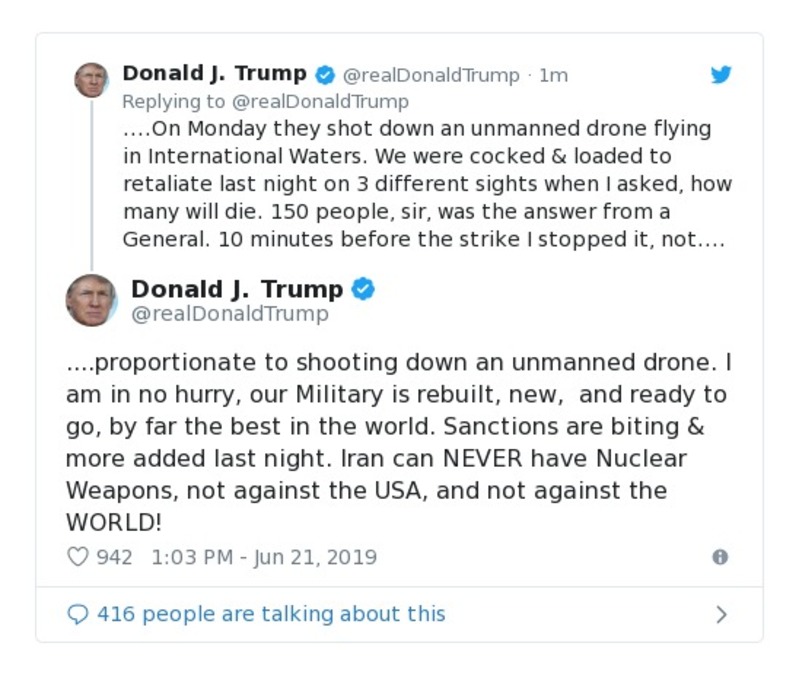 Donald J. Trump @realDonaldTrump · 1m
Replying to @realDonaldTrump
....On Monday they shot down an unmanned drone flying
in International Waters. We were cocked & loaded to
retaliate last night on 3 different sights when I asked, how
many will die. 150 people, sir, was the answer from a
General. 10 minutes before the strike I stopped it, not....
Donald J. Trump
@realDonaldTrump
....proportionate to shooting down an unmanned drone. I
am in no hurry, our Military is rebuilt, new,  and ready to
go, by far the best in the world. Sanctions are biting &
more added last night. Iran can NEVER have Nuclear
Weapons, not against the USA, and not against the
WORLD!
942 1:03 PM - Jun 21, 2019
416 people are talking about this